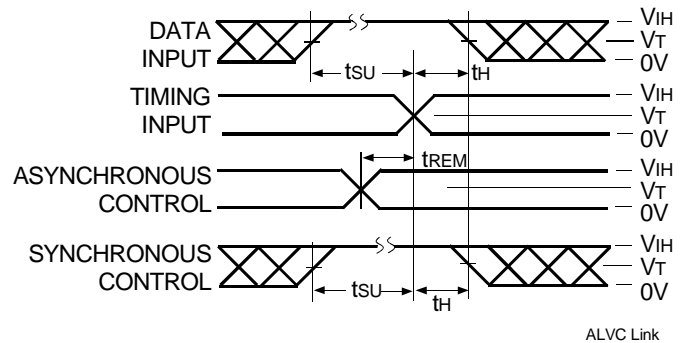 DATA
INPUT
tSU
tH
VIH
VT
0V
TIMING
INPUT
VIH
VT
0V
tREM
ASYNCHRONOUS
CONTROL
VIH
VT
0V
SYNCHRONOUS
CONTROL
tSU
tH
VIH
VT
0V
ALVC Link